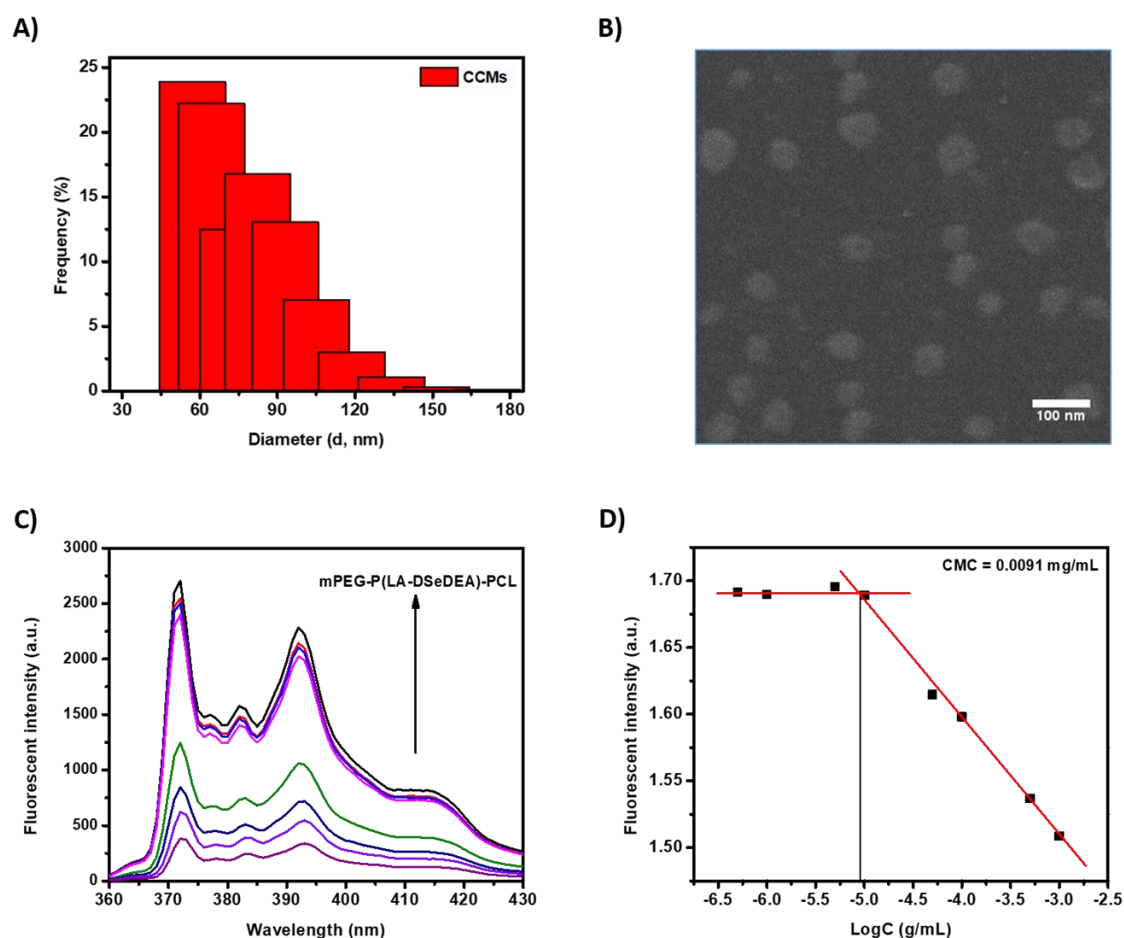 A)
CCMs
25
20
15
10
5
0
Frequency (%)
30 60 90 120 150 180
Diameter (d, nm)
B)
100 nm
C)
3000
2500
2000
1500
1000
500
0
Fluorescent intensity (a.u.)
mPEG-P(LA-DSeDEA)-PCL
360 370 380 390 400 410 420 430
Wavelength (nm)
D)
CMC = 0.0091 mg/mL
1.70
1.65
1.60
1.55
1.50
Fluorescent intensity (a.u.)
-6.5 -6.0 -5.5 -5.0 -4.5 -4.0 -3.5 -3.0 -2.5
LogC (g/mL)